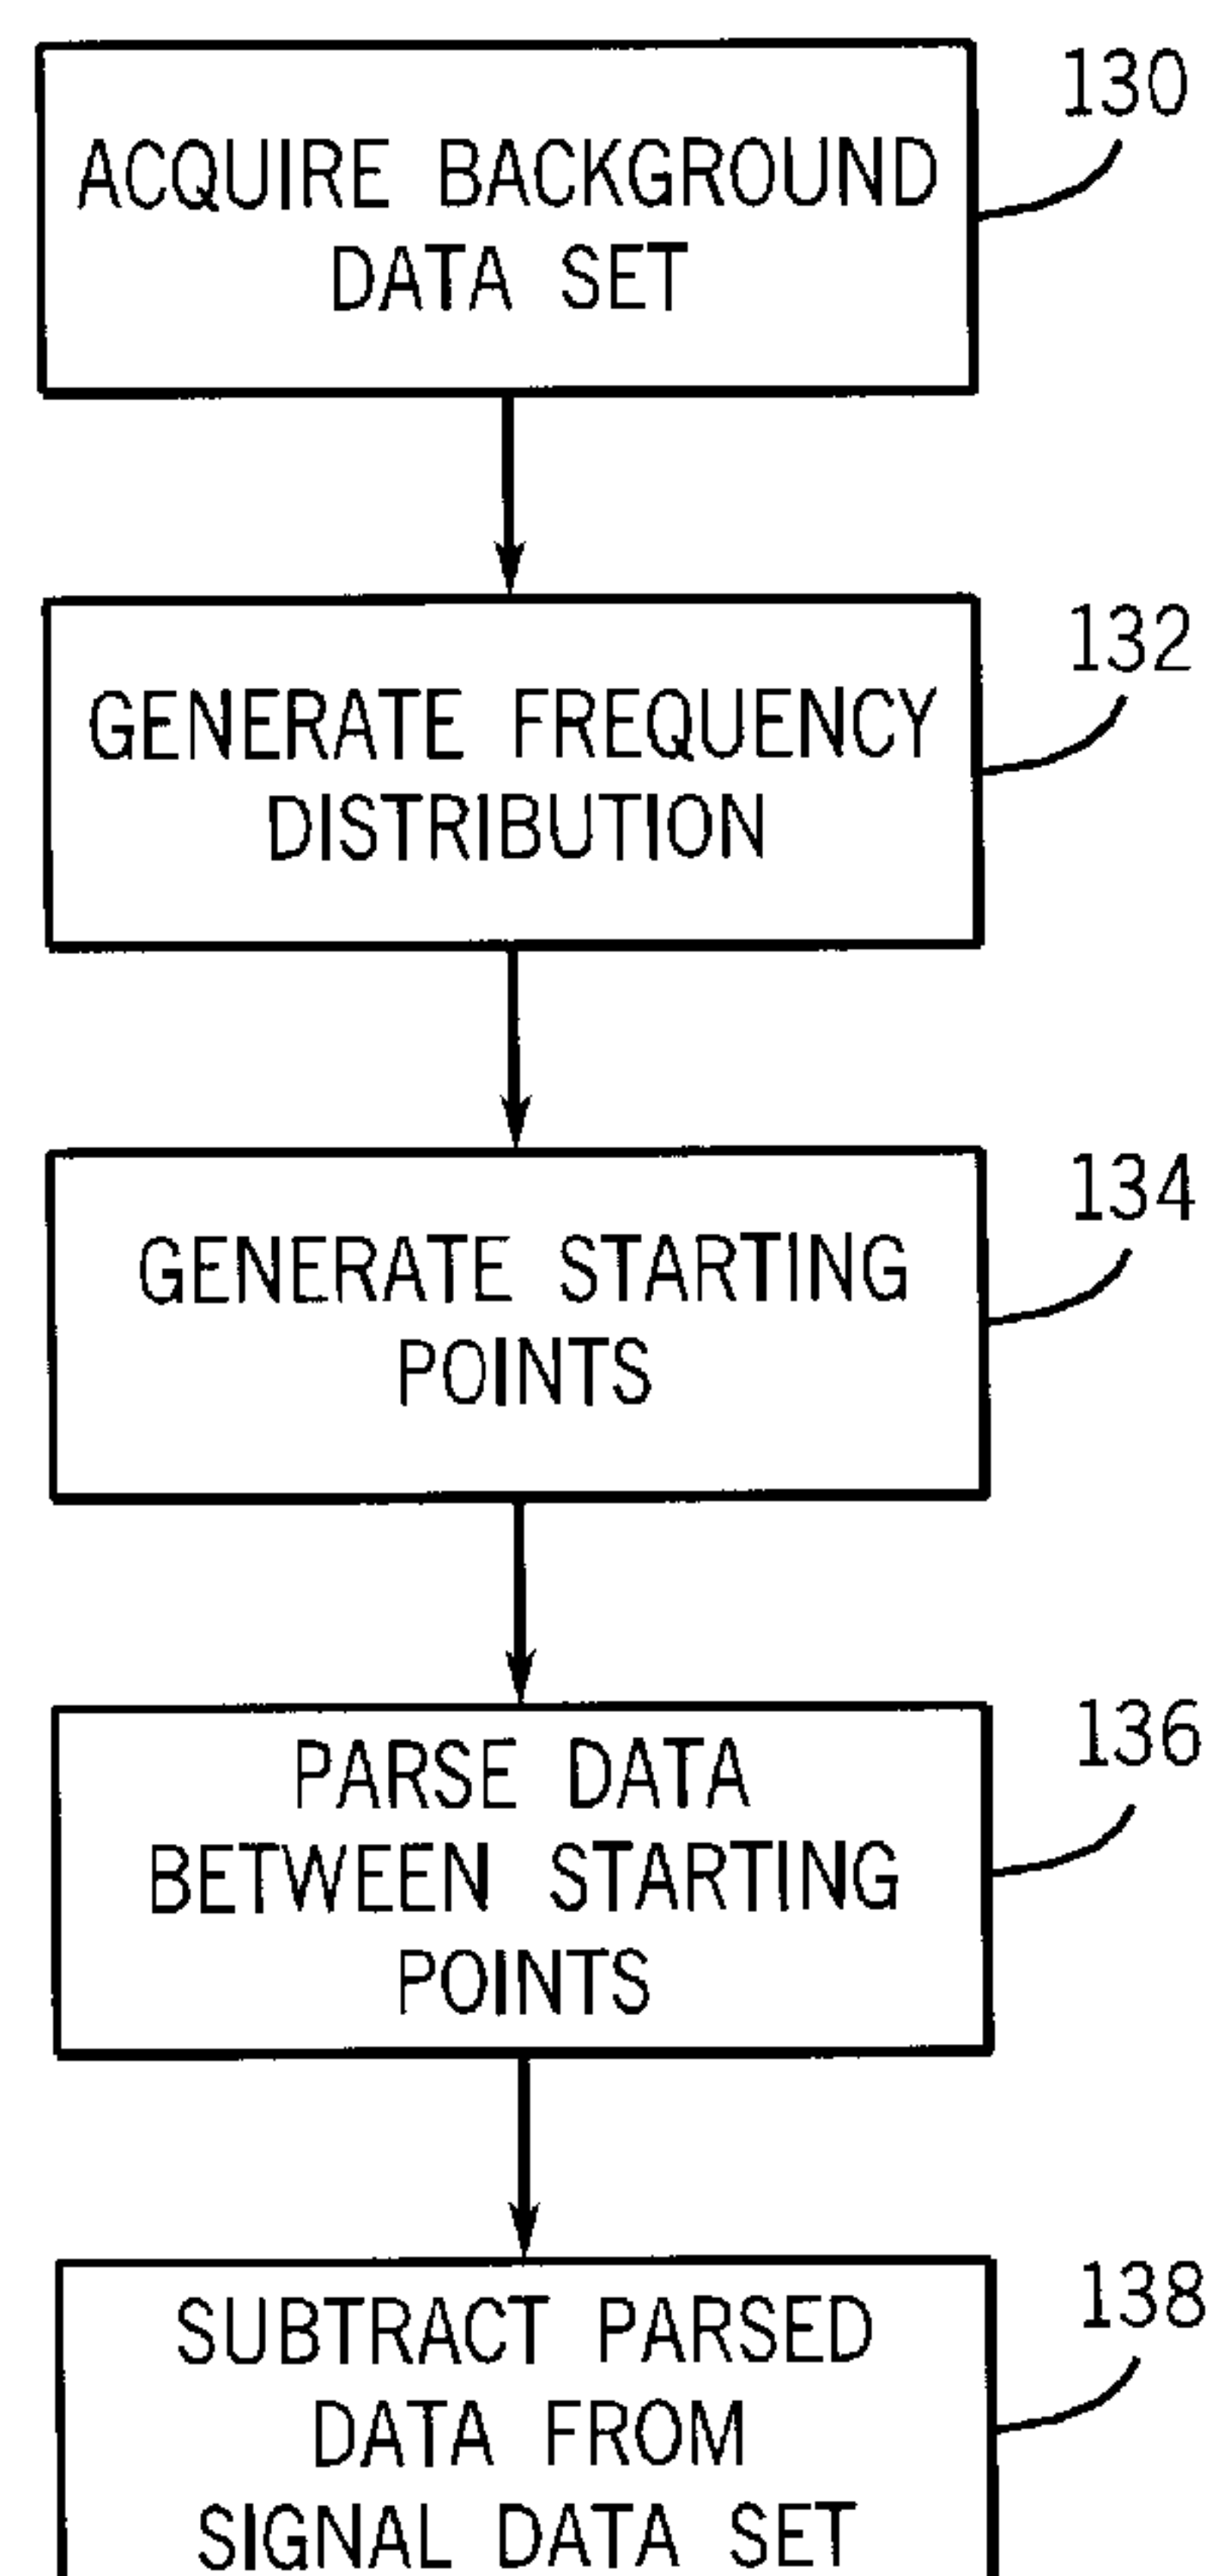 130
ACQUIRE BACKGROUND
DATA SET
132
GENERATE FREQUENCY
DISTRIBUTION
134
GENERATE STARTING
POINTS
136
PARSE DATA
BETWEEN STARTING
POINTS
138
SUBTRACT PARSED
DATA FROM
SIGNAL DATA SET